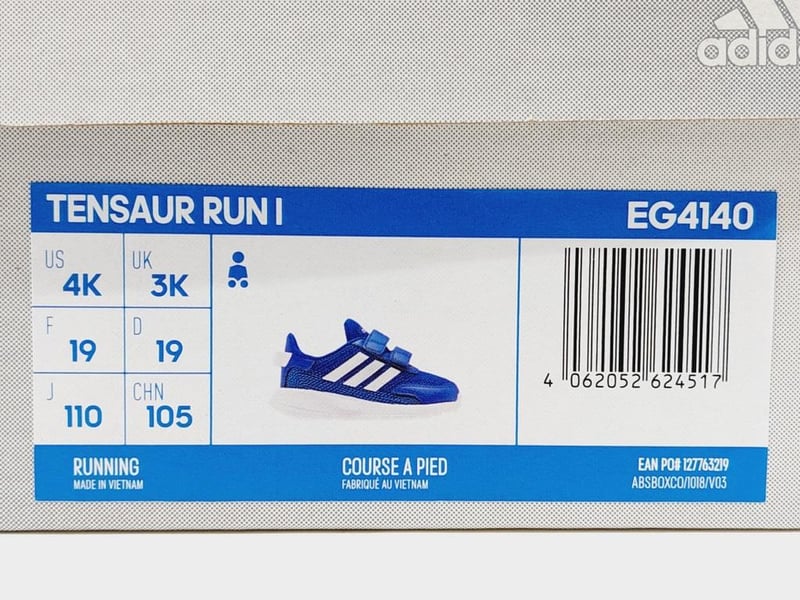 adidas
TENSAUR RUN I EG4140
US 4K UK 3K
F 19 D 19
J 110 CHN 105
4 062052 624517
RUNNING COURSE A PIED EAN PO# 127763219
MADE IN VIETNAM FABRIQUÉ AU VIETNAM ABSBOXCO/1018/V03